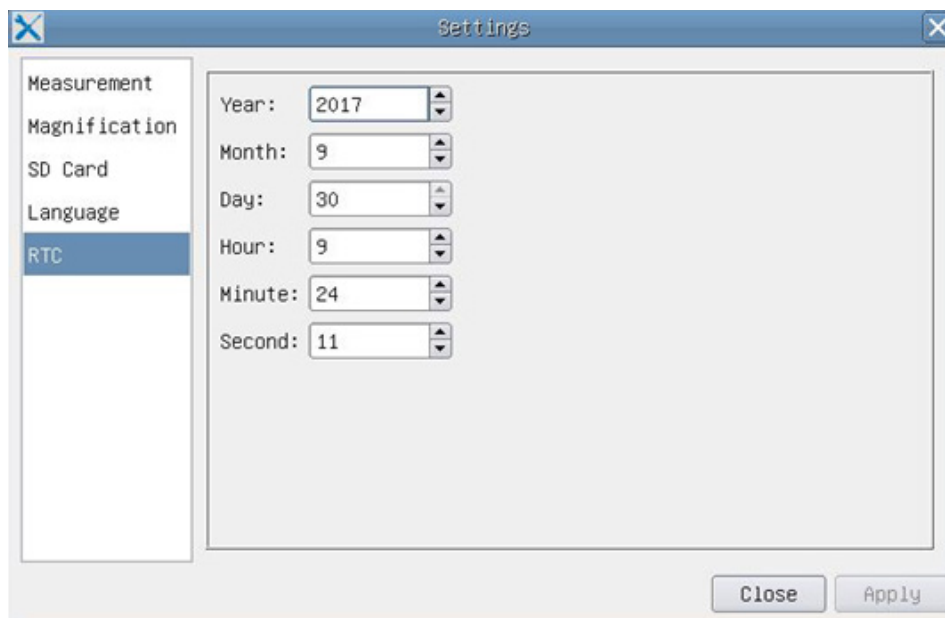 Settings
Measurement
Magnification
SD Card
Language
RTC
Year: 2017
Month: 9
Day: 30
Hour: 9
Minute: 24
Second: 11
Close
Apply